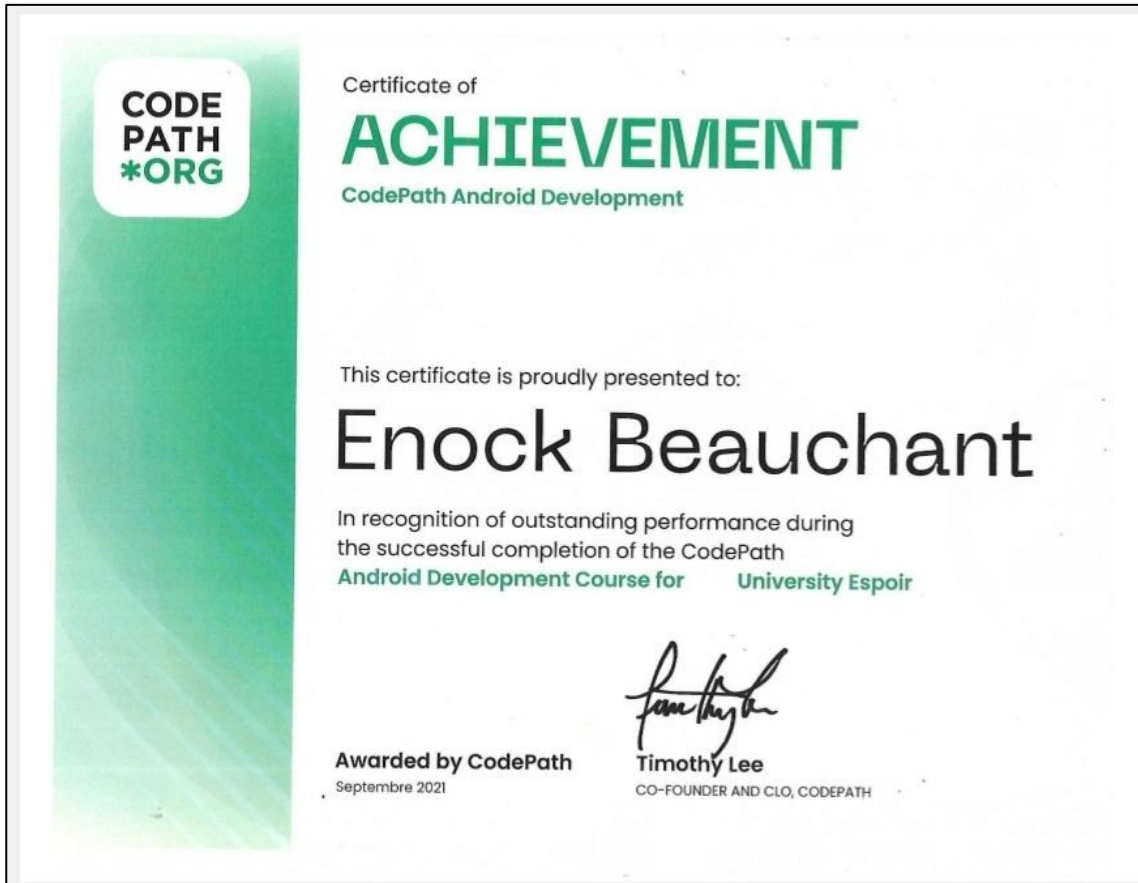 CODE
PATH
*ORG
Certificate of
ACHIEVEMENT
CodePath Android Development
This certificate is proudly presented to:
Enock Beauchant
In recognition of outstanding performance during
the successful completion of the CodePath
Android Development Course for University Espoir
Awarded by CodePath
Septembre 2021
Timothy Lee
CO-FOUNDER AND CLO, CODEPATH